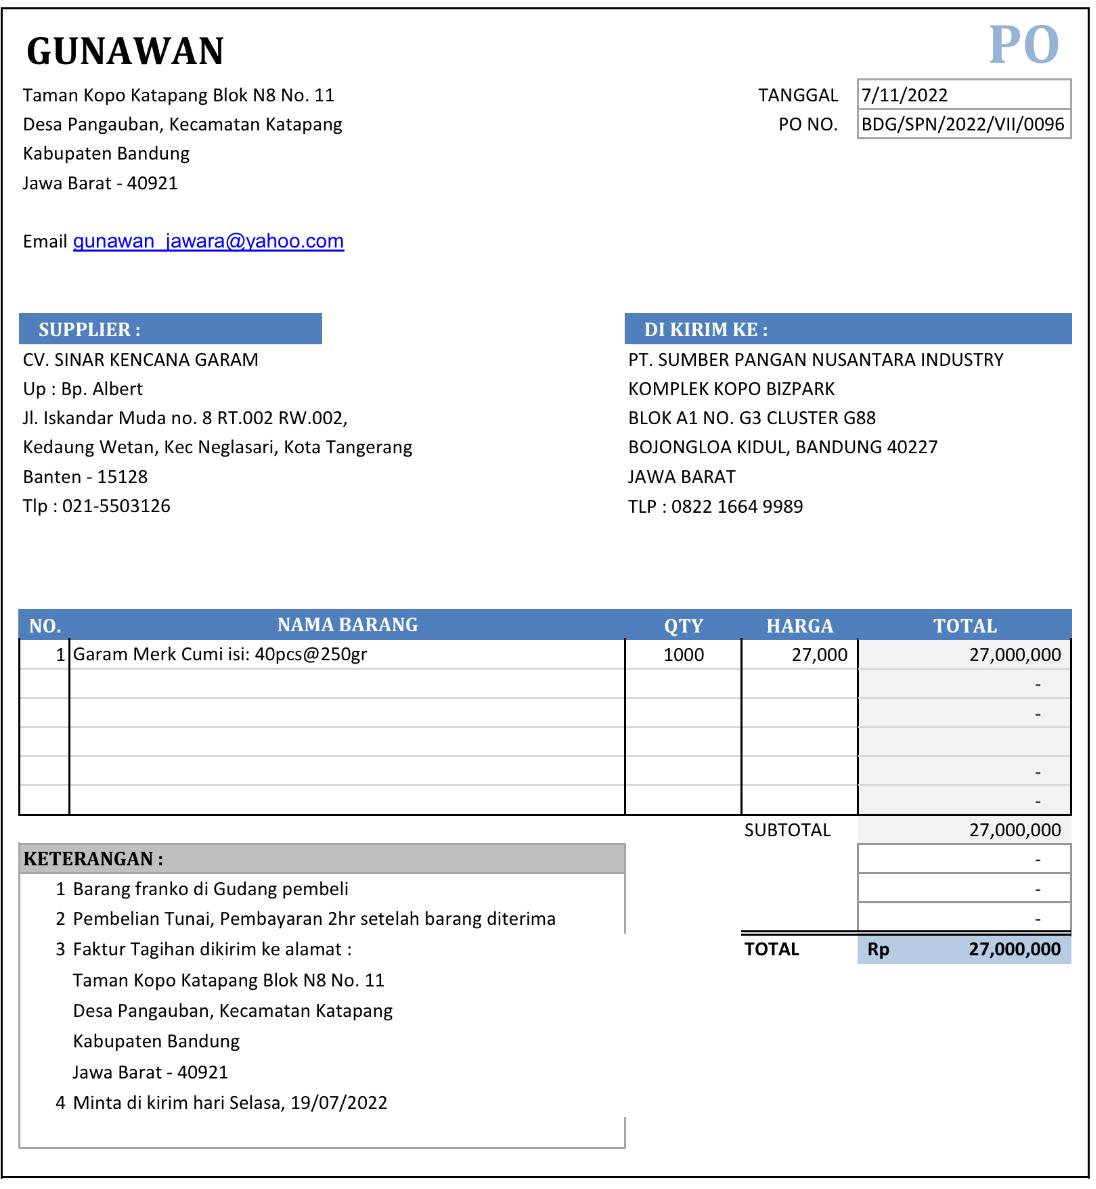 GUNAWAN
PO
Taman Kopo Katapang Blok N8 No. 11
Desa Pangauban, Kecamatan Katapang
Kabupaten Bandung
Jawa Barat - 40921
TANGGAL 7/11/2022
PO NO. BDG/SPN/2022/VII/0096
Email gunawan_jawara@yahoo.com
SUPPLIER :
CV. SINAR KENCANA GARAM
Up : Bp. Albert
Jl. Iskandar Muda no. 8 RT.002 RW.002,
Kedaung Wetan, Kec Neglasari, Kota Tangerang
Banten - 15128
Tlp : 021-5503126
DI KIRIM KE :
PT. SUMBER PANGAN NUSANTARA INDUSTRY
KOMPLEK KOPO BIZPARK
BLOK A1 NO. G3 CLUSTER G88
BOJONGLOA KIDUL, BANDUNG 40227
JAWA BARAT
TLP : 0822 1664 9989
NO. NAMA BARANG QTY HARGA TOTAL
1 Garam Merk Cumi isi: 40pcs@250gr 1000 27,000 27,000,000
-
-
-
-
SUBTOTAL 27,000,000
-
-
-
TOTAL Rp 27,000,000
KETERANGAN :
1 Barang franko di Gudang pembeli
2 Pembelian Tunai, Pembayaran 2hr setelah barang diterima
3 Faktur Tagihan dikirim ke alamat :
Taman Kopo Katapang Blok N8 No. 11
Desa Pangauban, Kecamatan Katapang
Kabupaten Bandung
Jawa Barat - 40921
4 Minta di kirim hari Selasa, 19/07/2022